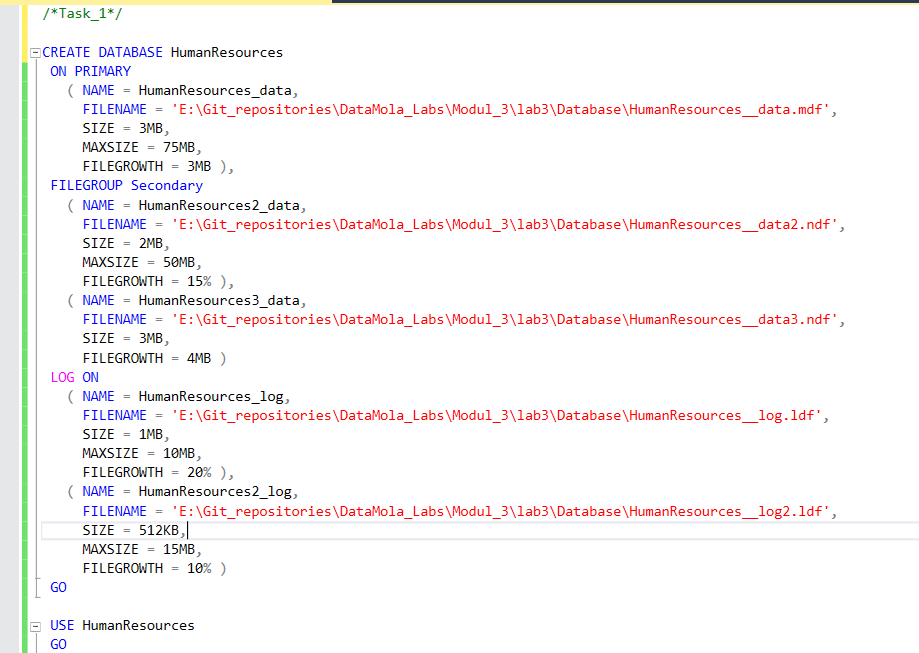 /*Task_1*/
CREATE DATABASE HumanResources
ON PRIMARY
( NAME = HumanResources_data,
FILENAME = 'E:\Git_repositories\DataMola_Labs\Modul_3\lab3\Database\HumanResources__data.mdf',
SIZE = 3MB,
MAXSIZE = 75MB,
FILEGROWTH = 3MB ),
FILEGROUP Secondary
( NAME = HumanResources2_data,
FILENAME = 'E:\Git_repositories\DataMola_Labs\Modul_3\lab3\Database\HumanResources__data2.ndf',
SIZE = 2MB,
MAXSIZE = 50MB,
FILEGROWTH = 15% ),
( NAME = HumanResources3_data,
FILENAME = 'E:\Git_repositories\DataMola_Labs\Modul_3\lab3\Database\HumanResources__data3.ndf',
SIZE = 3MB,
FILEGROWTH = 4MB )
LOG ON
( NAME = HumanResources_log,
FILENAME = 'E:\Git_repositories\DataMola_Labs\Modul_3\lab3\Database\HumanResources__log.ldf',
SIZE = 1MB,
MAXSIZE = 10MB,
FILEGROWTH = 20% ),
( NAME = HumanResources2_log,
FILENAME = 'E:\Git_repositories\DataMola_Labs\Modul_3\lab3\Database\HumanResources__log2.ldf',
SIZE = 512KB,
MAXSIZE = 15MB,
FILEGROWTH = 10% )
GO
USE HumanResources
GO